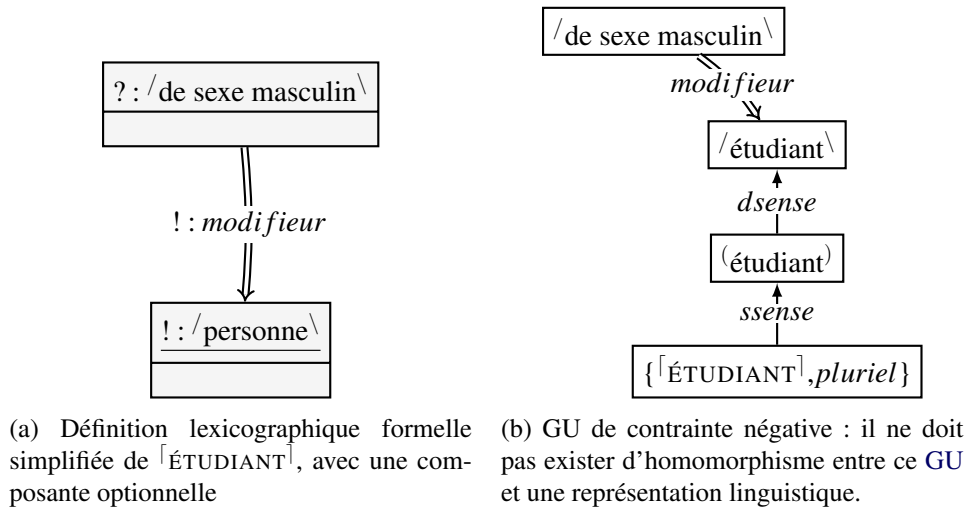 ? : /de sexe masculin\
! : modifieur
! : /personne\
(a) Définition lexicographique formelle
simplifiée de ⌈ÉTUDIANT⌉, avec une com-
posante optionnelle
/de sexe masculin\
modifieur
/étudiant\
dsense
(étudiant)
ssense
{⌈ÉTUDIANT⌉,pluriel}
(b) GU de contrainte négative : il ne doit
pas exister d'homomorphisme entre ce GU
et une représentation linguistique.